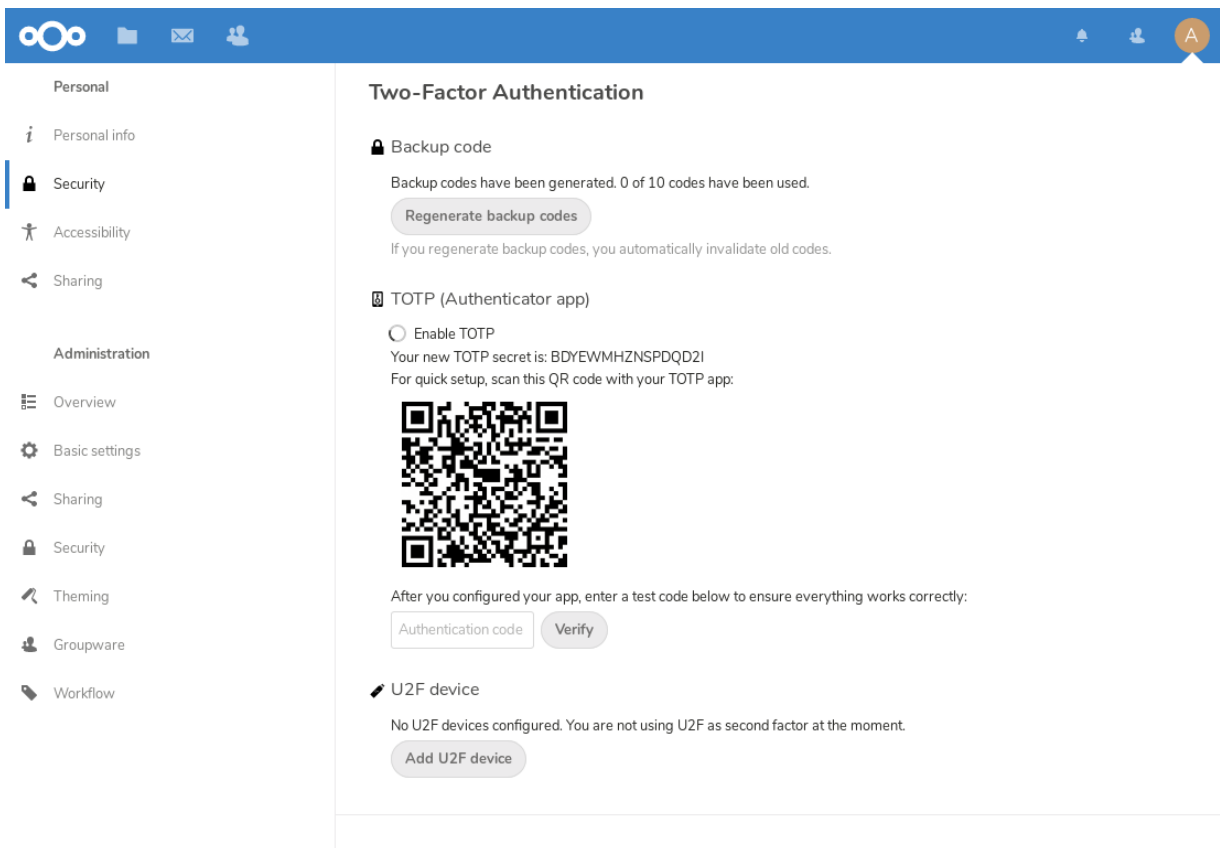 A
Personal
Personal info
Security
Accessibility
Sharing
Administration
Overview
Basic settings
Sharing
Security
Theming
Groupware
Workflow
Two-Factor Authentication
Backup code
Backup codes have been generated. 0 of 10 codes have been used.
Regenerate backup codes
If you regenerate backup codes, you automatically invalidate old codes.
TOTP (Authenticator app)
Enable TOTP
Your new TOTP secret is: BDYEWMHZNSPDQD2I
For quick setup, scan this QR code with your TOTP app:
After you configured your app, enter a test code below to ensure everything works correctly:
Authentication code
Verify
U2F device
No U2F devices configured. You are not using U2F as second factor at the moment.
Add U2F device